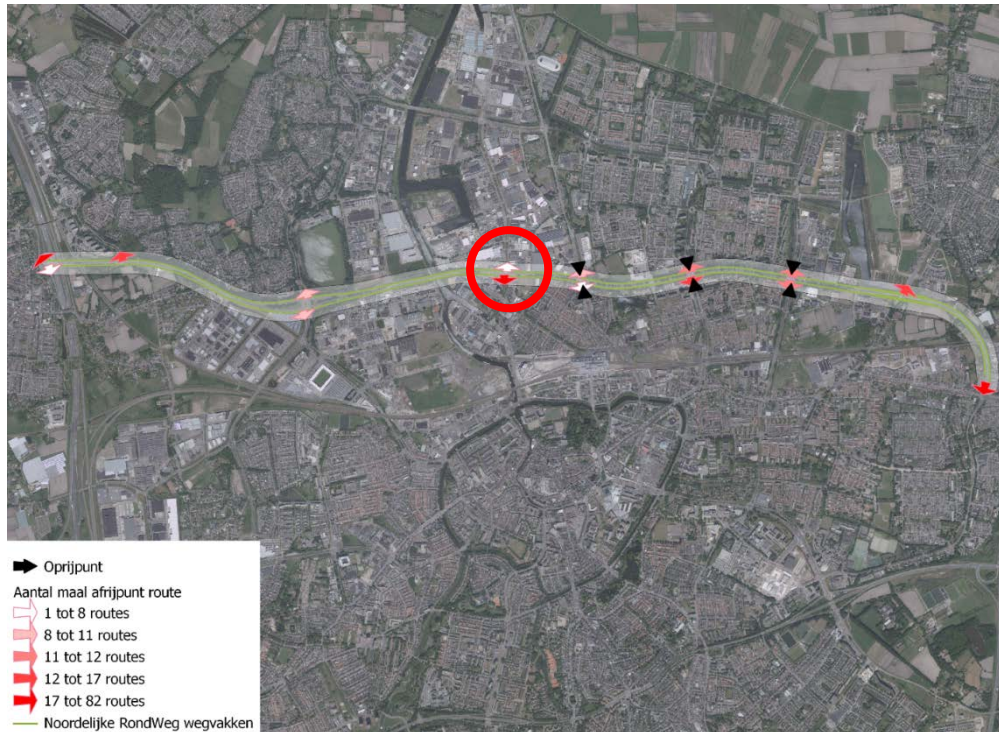 Oprijpunt
Aantal maal afrijpunt route
1 tot 8 routes
8 tot 11 routes
11 tot 12 routes
12 tot 17 routes
17 tot 82 routes
Noordelijke RondWeg wegvakken